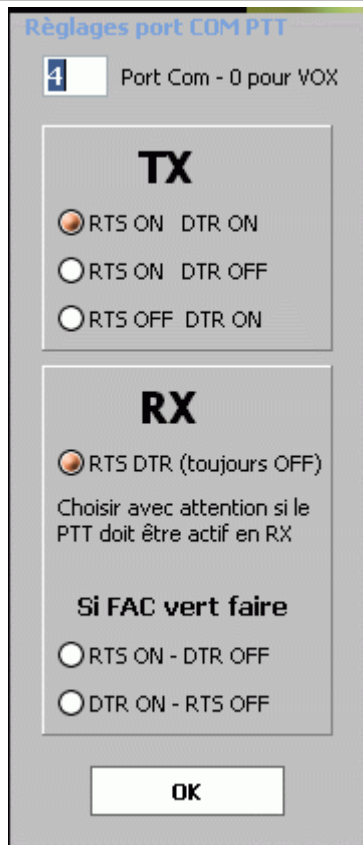 Règlages port COM PTT
4 Port Com - 0 pour VOX
TX
RTS ON DTR ON
RTS ON DTR OFF
RTS OFF DTR ON
RX
RTS DTR (toujours OFF)
Choisir avec attention si le
PTT doit être actif en RX
Si FAC vert faire
RTS ON - DTR OFF
DTR ON - RTS OFF
OK